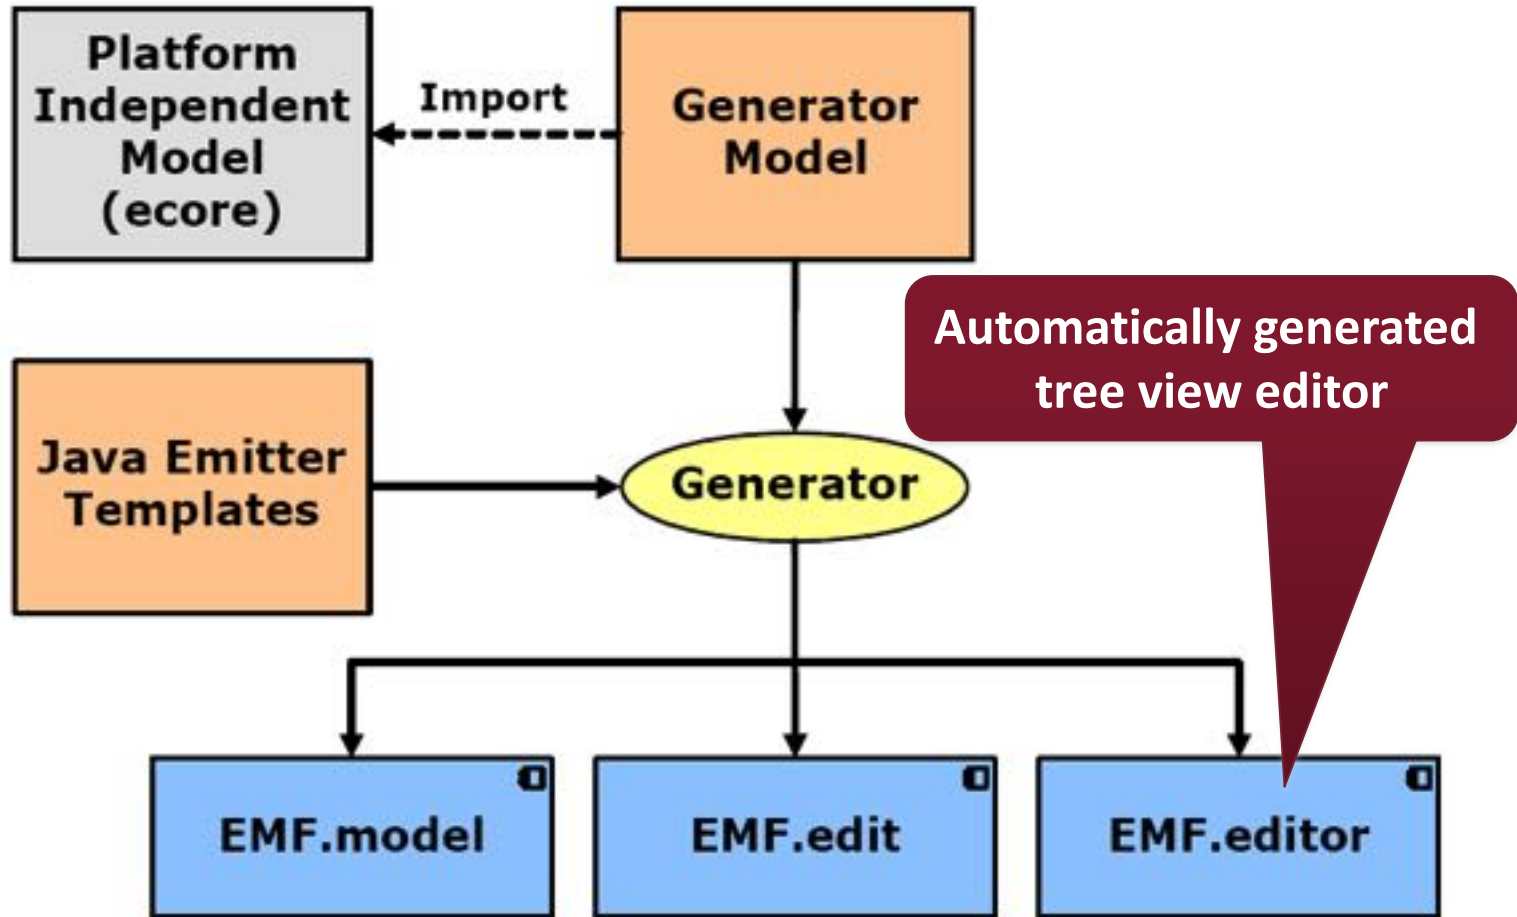 Platform
Independent
Model
(ecore)
Import
Generator
Model
Automatically generated
tree view editor
Java Emitter
Templates
Generator
EMF.model
EMF.edit
EMF.editor